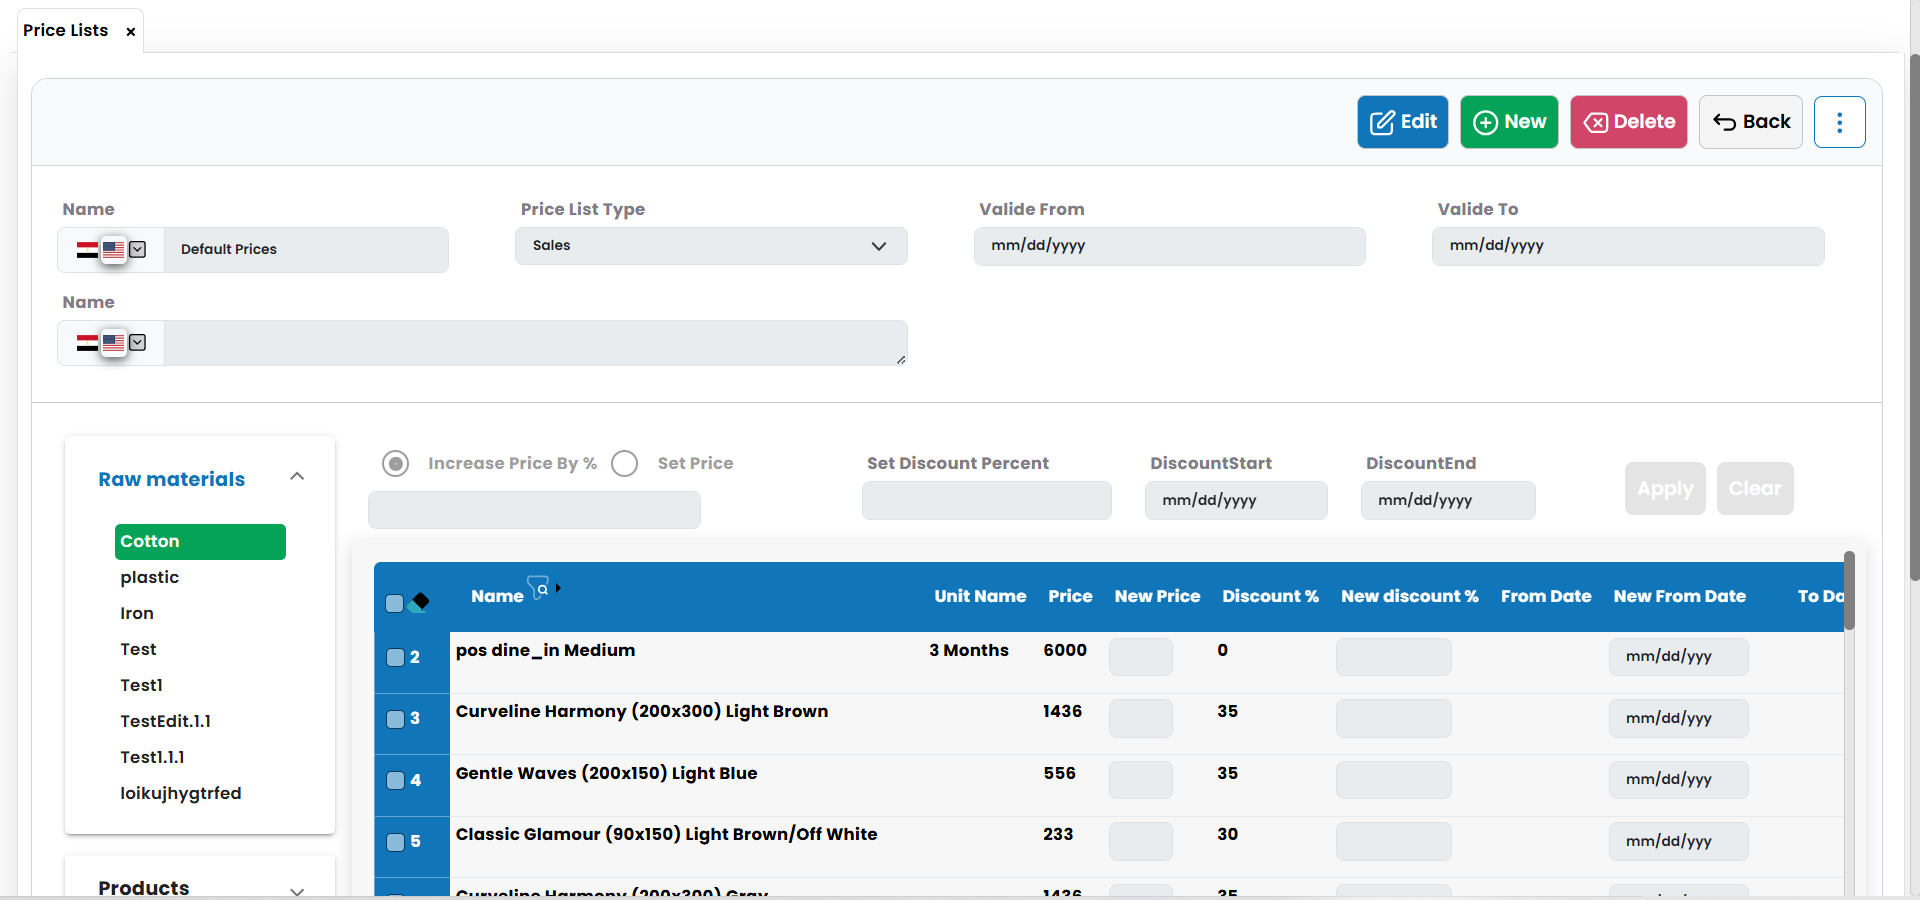 Price Lists ×
Edit New Delete Back
Name Price List Type Valide From Valide To
Default Prices Sales mm/dd/yyyy mm/dd/yyyy
Name
Raw materials
Cotton
plastic
Iron
Test
Test1
TestEdit.1.1
Test1.1.1
loikujhygtrfed
Products
Increase Price By % Set Price Set Discount Percent DiscountStart DiscountEnd
mm/dd/yyyy mm/dd/yyyy Apply Clear
Name Unit Name Price New Price Discount % New discount % From Date New From Date To Da
2 pos dine_in Medium 3 Months 6000 0 mm/dd/yyy
3 Curveline Harmony (200x300) Light Brown 1436 35 mm/dd/yyy
4 Gentle Waves (200x150) Light Blue 556 35 mm/dd/yyy
5 Classic Glamour (90x150) Light Brown/Off White 233 30 mm/dd/yyy
Curveline Harmony (200x300) Gray 1436 35